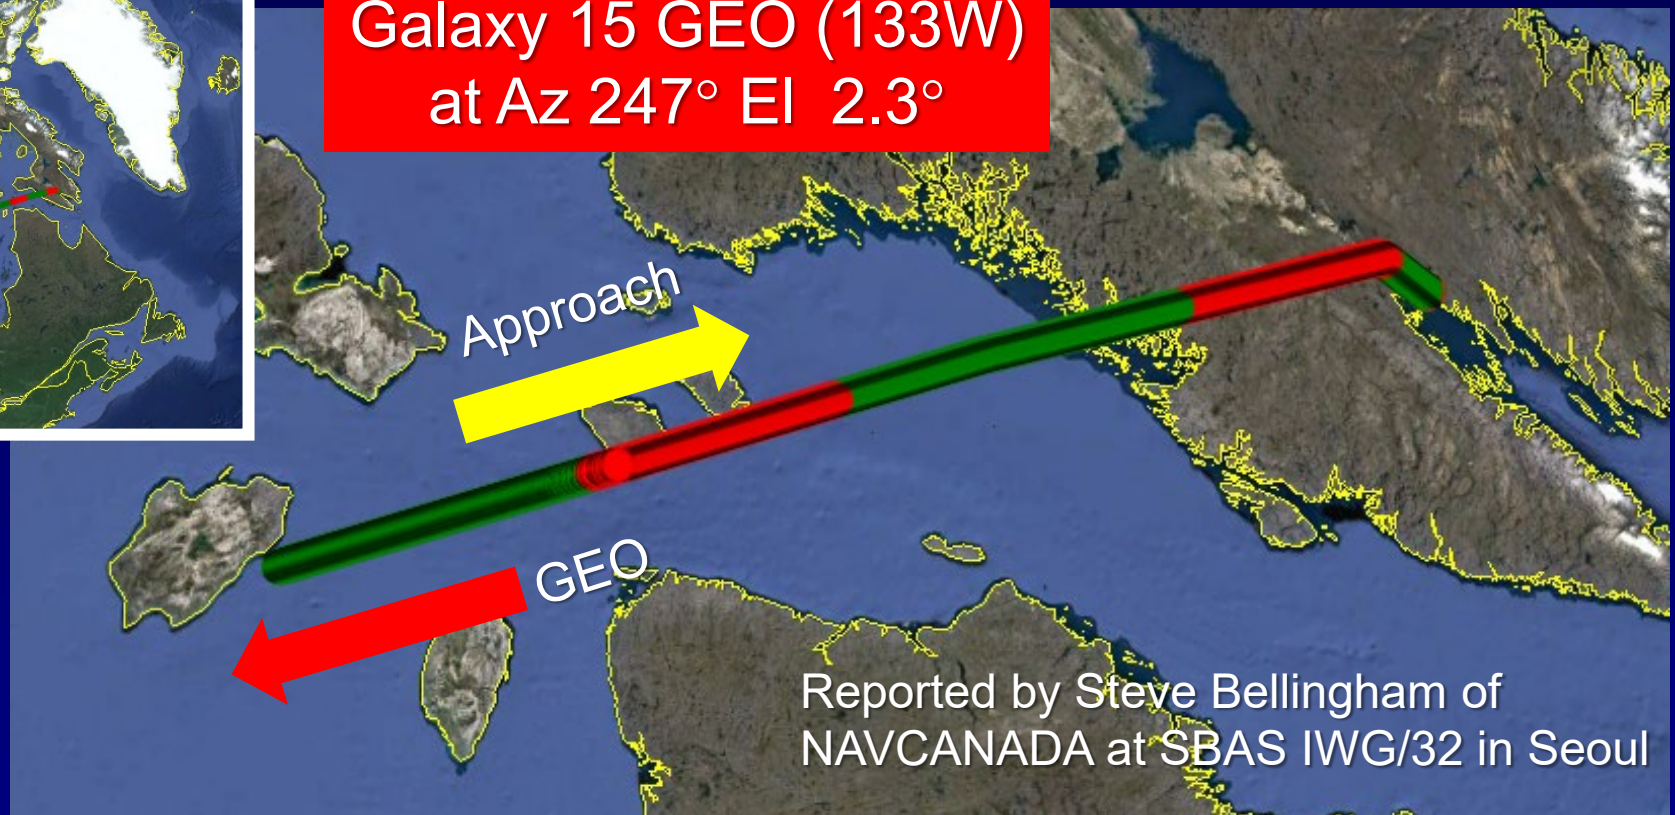 Galaxy 15 GEO (133W)
at Az 247° El 2.3°
Approach
GEO
Reported by Steve Bellingham of
NAVCANADA at SBAS IWG/32 in Seoul